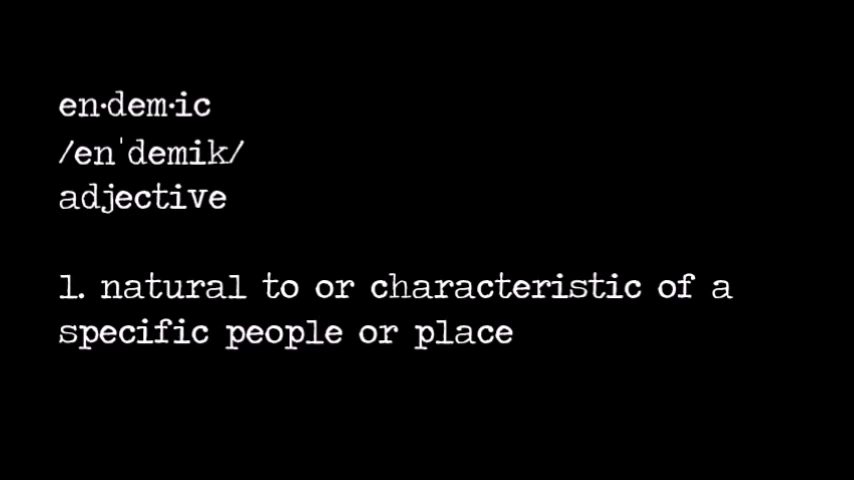 en·dem·ic
/enˈdemik/
adjective
1. natural to or characteristic of a
specific people or place